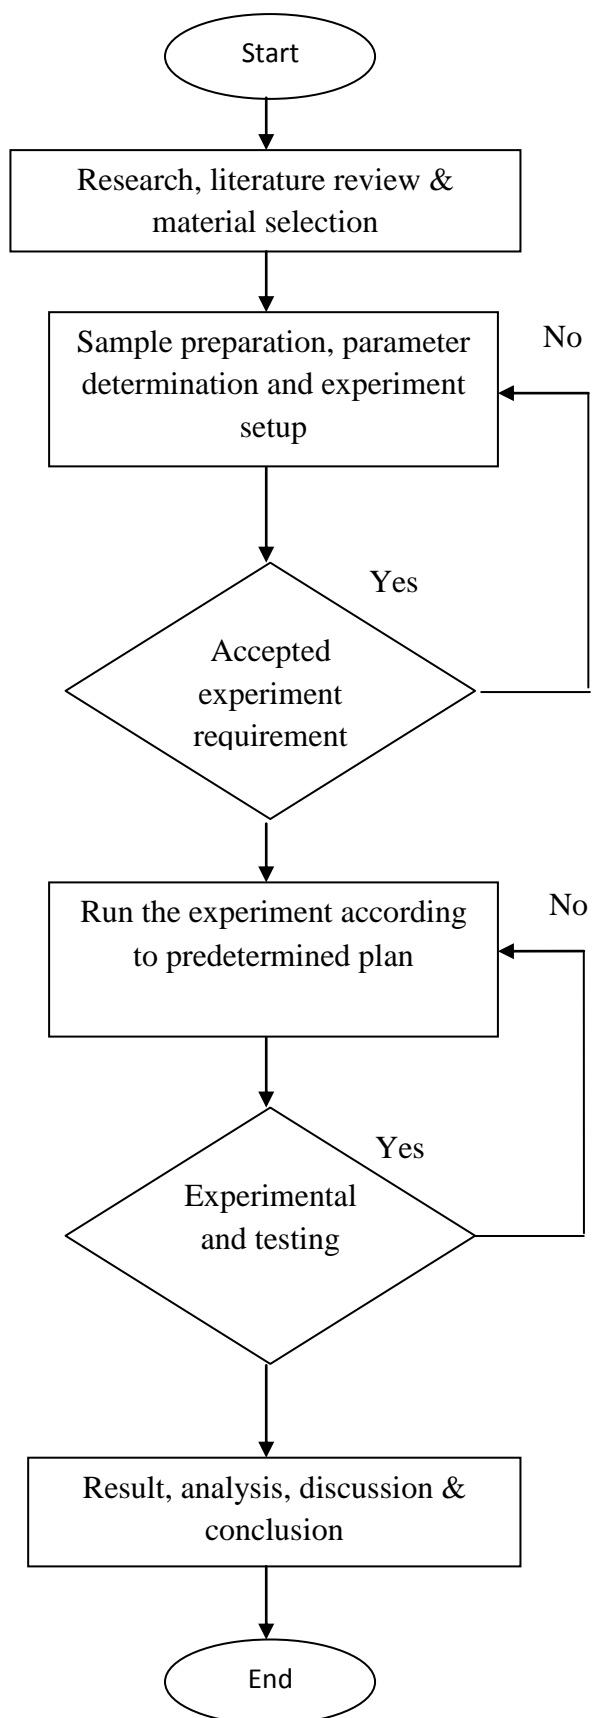 Start
Research, literature review &
material selection
Sample preparation, parameter
determination and experiment
setup
No
Yes
Accepted
experiment
requirement
Run the experiment according
to predetermined plan
No
Yes
Experimental
and testing
Result, analysis, discussion &
conclusion
End